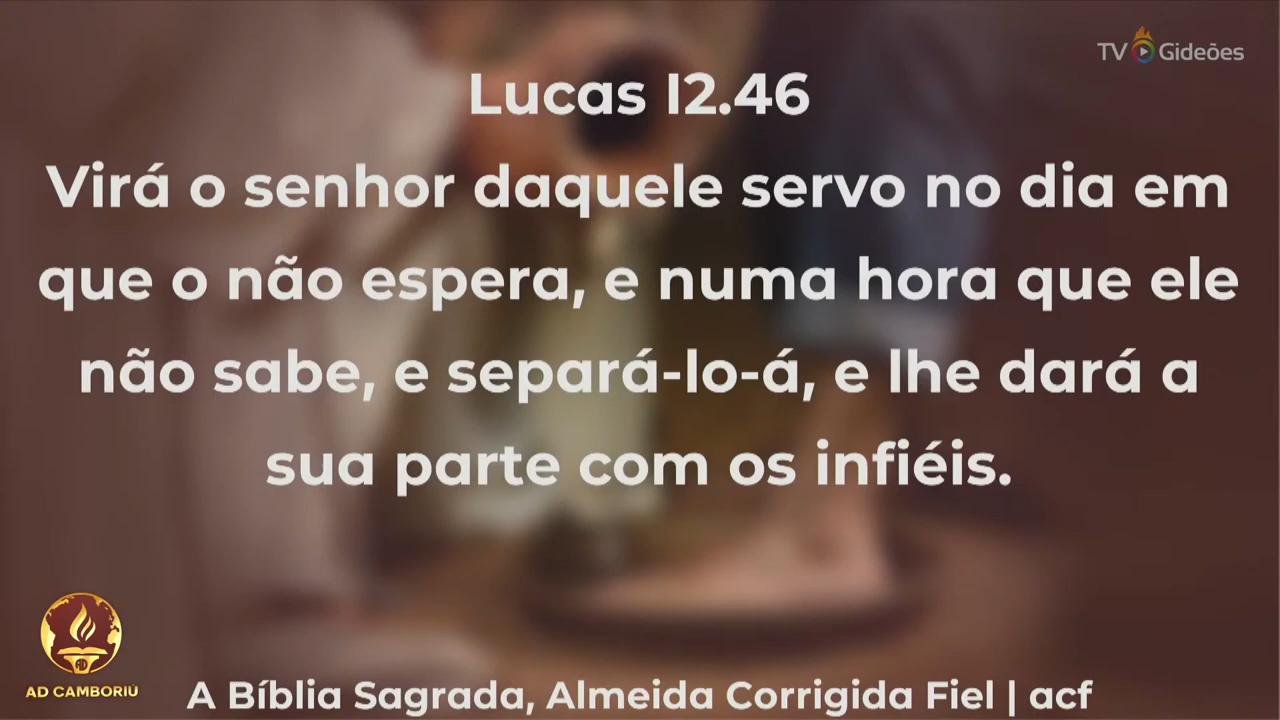 TV Gideões
Lucas 12.46
Virá o senhor daquele servo no dia em
que o não espera, e numa hora que ele
não sabe, e separá-lo-á, e lhe dará a
sua parte com os infiéis.
AD
AD CAMBORIÚ
A Bíblia Sagrada, Almeida Corrigida Fiel | acf